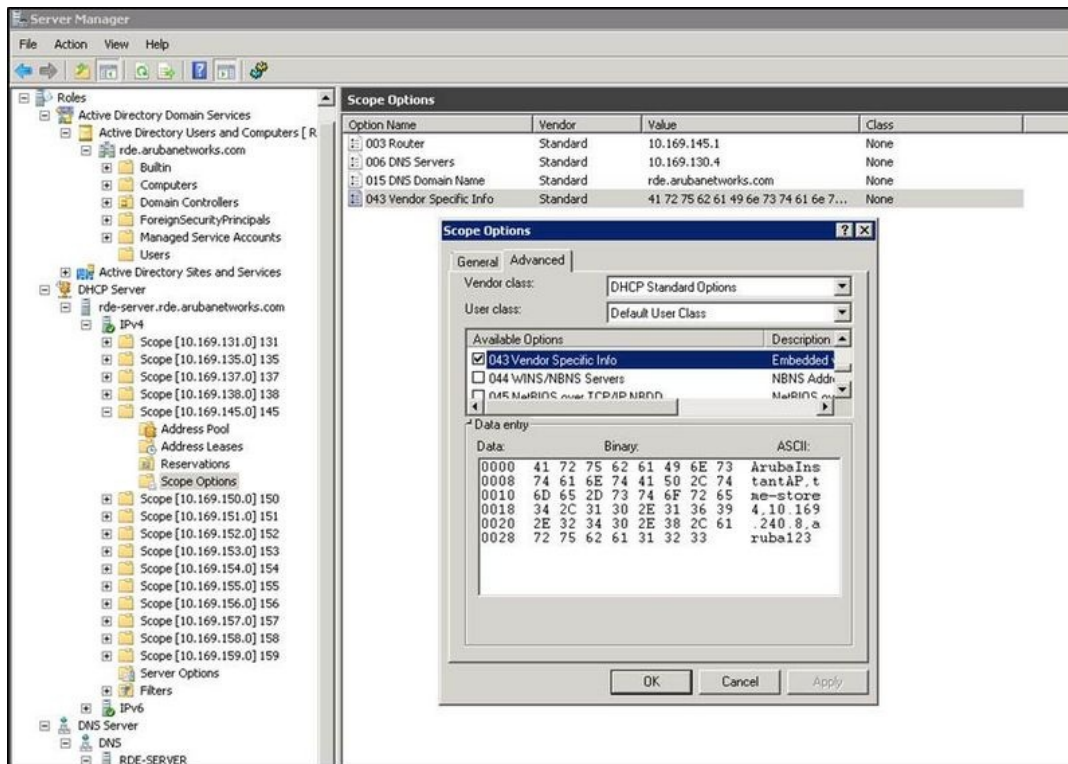 Server Manager
File Action View Help
Roles
Active Directory Domain Services
Active Directory Users and Computers [ R
rde.arubanetworks.com
Builtin
Computers
Domain Controllers
ForeignSecurityPrincipals
Managed Service Accounts
Users
Active Directory Sites and Services
DHCP Server
rde-server.rde.arubanetworks.com
IPv4
Scope [10.169.131.0] 131
Scope [10.169.135.0] 135
Scope [10.169.137.0] 137
Scope [10.169.138.0] 138
Scope [10.169.145.0] 145
Address Pool
Address Leases
Reservations
Scope Options
Scope [10.169.150.0] 150
Scope [10.169.151.0] 151
Scope [10.169.152.0] 152
Scope [10.169.153.0] 153
Scope [10.169.154.0] 154
Scope [10.169.155.0] 155
Scope [10.169.156.0] 156
Scope [10.169.157.0] 157
Scope [10.169.158.0] 158
Scope [10.169.159.0] 159
Server Options
Filters
IPv6
DNS Server
DNS
RDE-SERVER
Scope Options
Option Name Vendor Value Class
003 Router Standard 10.169.145.1 None
006 DNS Servers Standard 10.169.130.4 None
015 DNS Domain Name Standard rde.arubanetworks.com None
043 Vendor Specific Info Standard 41 72 75 62 61 49 6e 73 74 61 6e 7... None
Scope Options
General Advanced
Vendor class: DHCP Standard Options
User class: Default User Class
Available Options Description
043 Vendor Specific Info Embedded
044 WINS/NBNS Servers NBNS Addr
045 NetBIOS over TCP/IP NBDD NetBIOS ov
Data entry
Data: Binary: ASCII:
0000 41 72 75 62 61 49 6E 73 ArubaIns
0008 74 61 6E 74 41 50 2C 74 tantAP,t
0010 6D 65 2D 73 74 6F 72 65 me-store
0018 34 2C 31 30 2E 31 36 39 4,10.169
0020 2E 32 34 30 2E 38 2C 61 .240.8,a
0028 72 75 62 61 31 32 33 ruba123
OK Cancel Apply